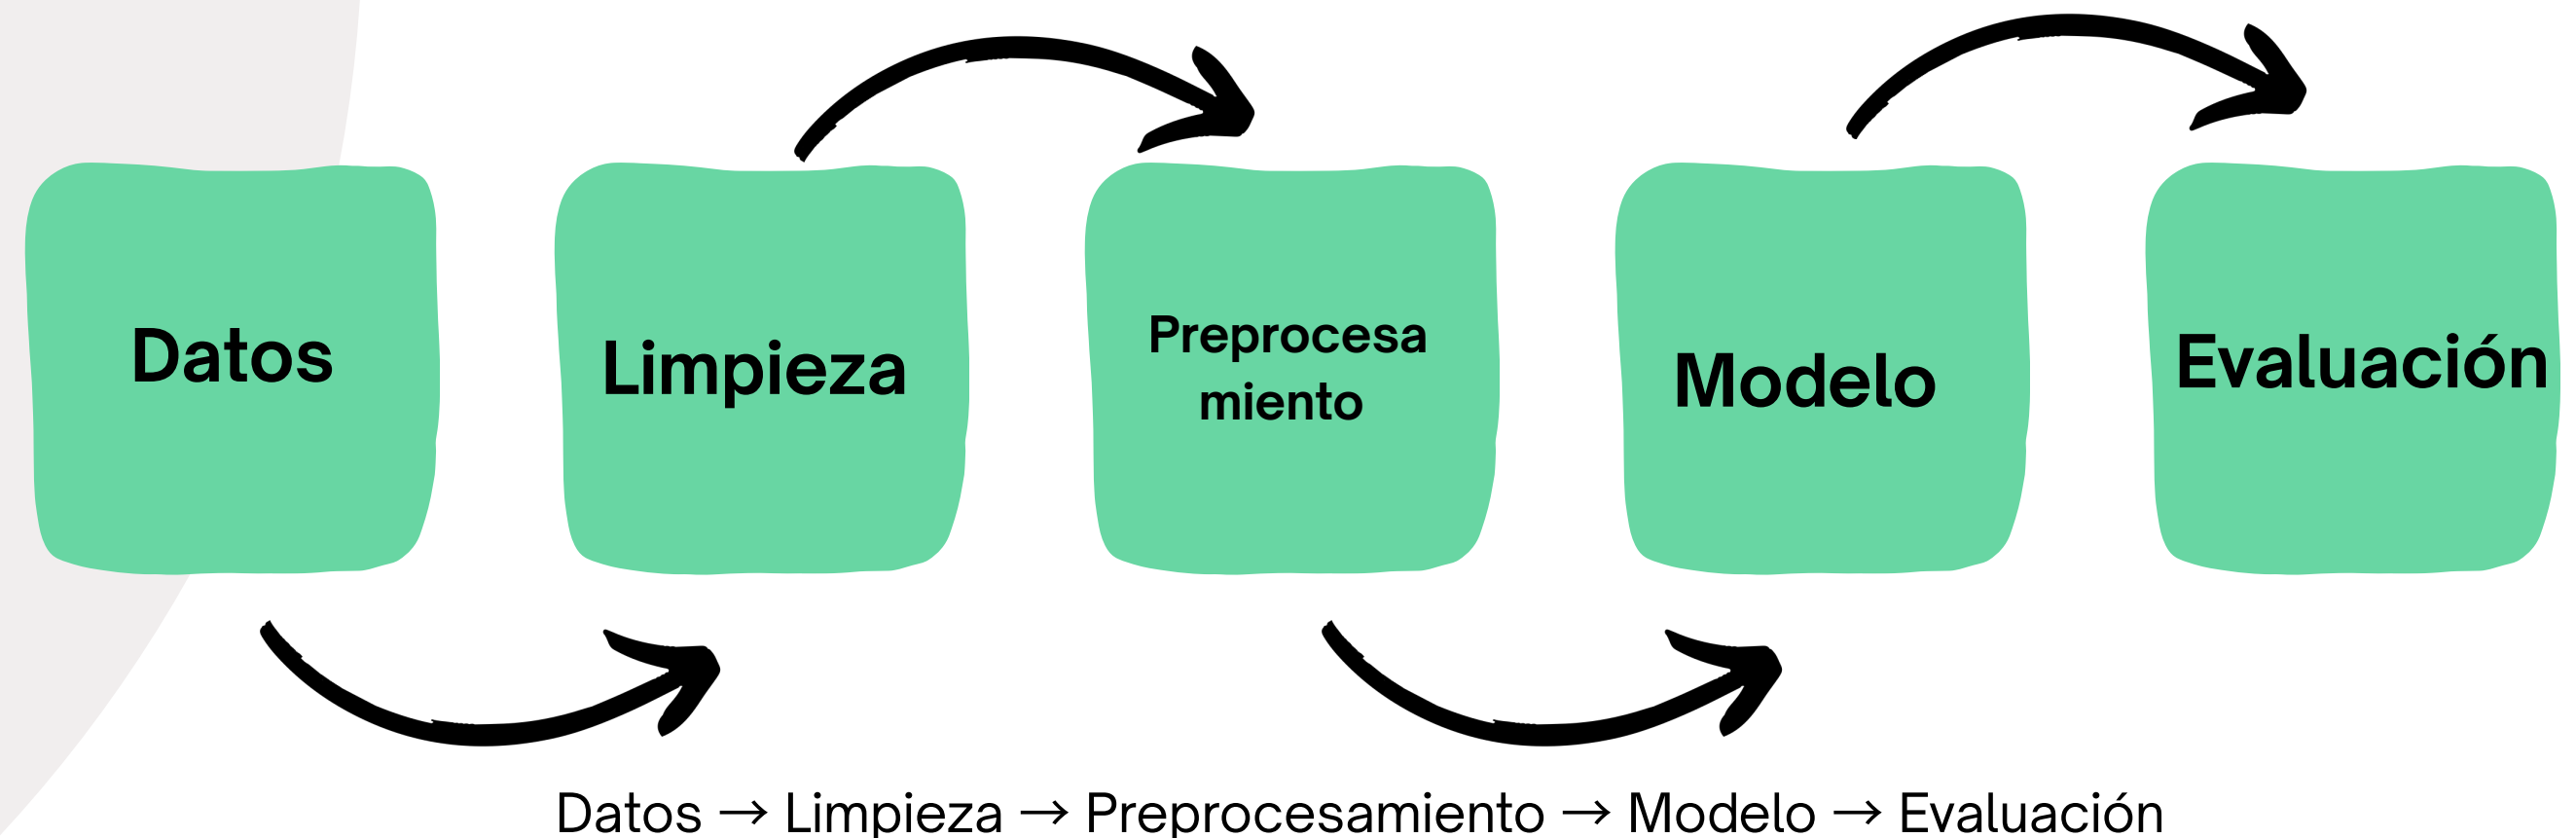 Datos
Limpieza
Preprocesa
miento
Modelo
Evaluación
Datos → Limpieza → Preprocesamiento → Modelo → Evaluación